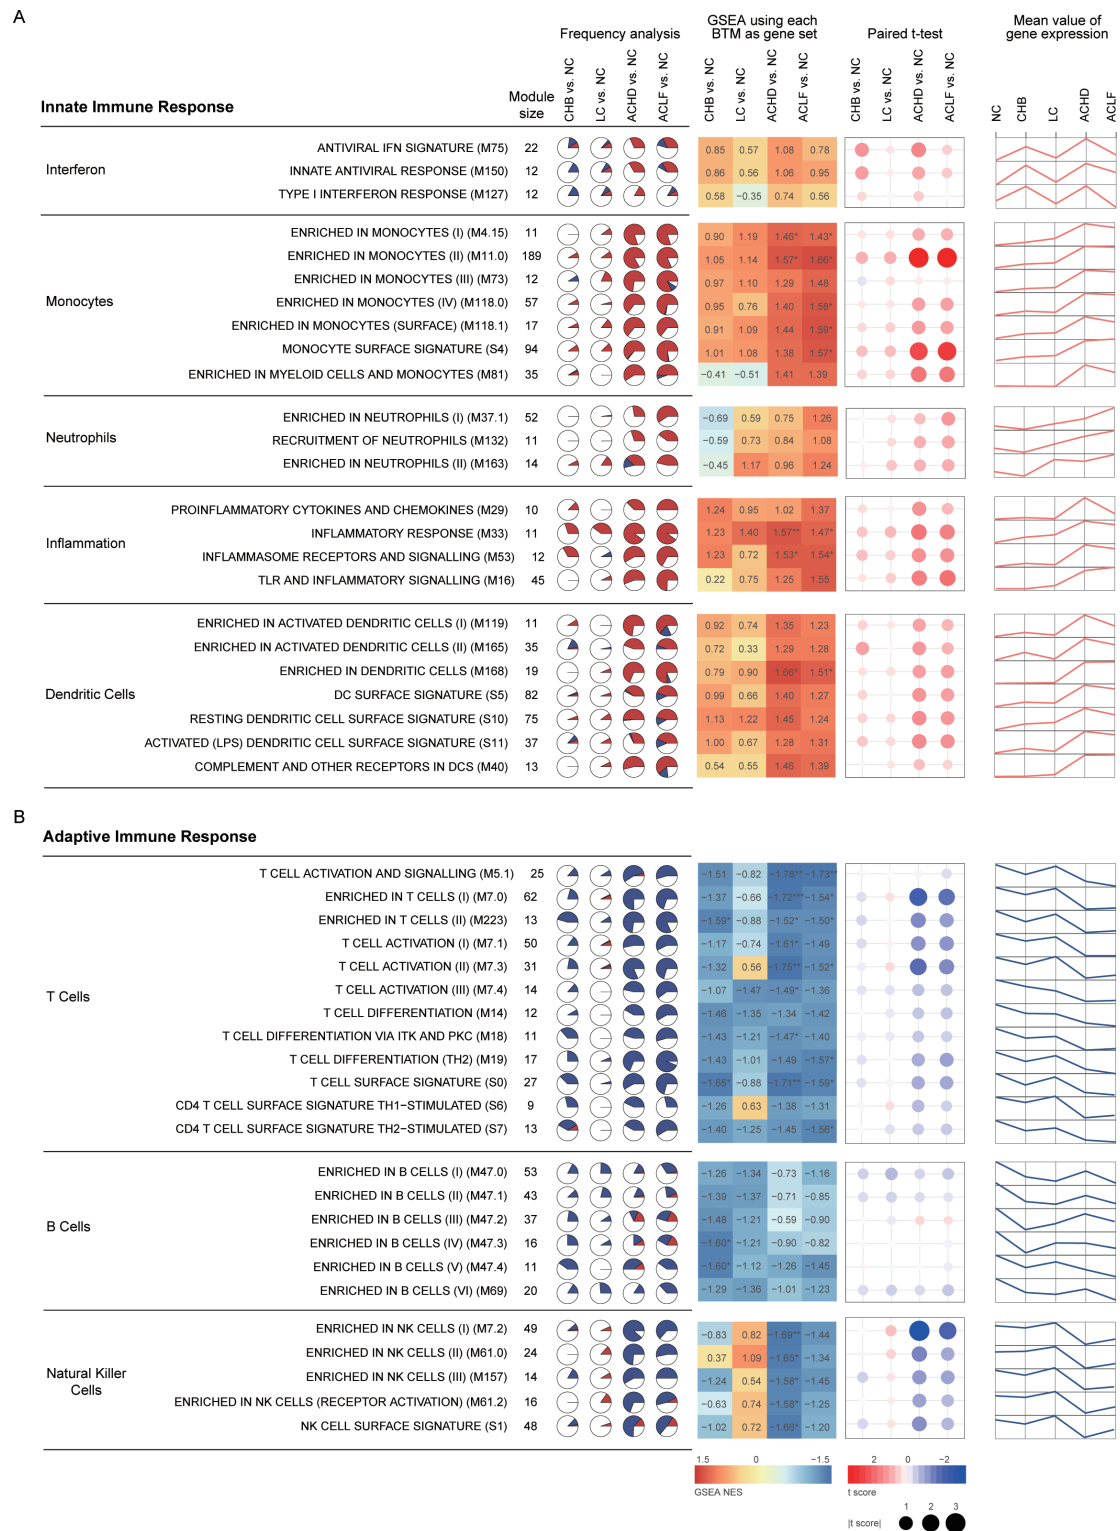 A
Frequency analysis
GSEA using each
BTM as gene set
Paired t-test
Mean value of
gene expression
Innate Immune Response
Module
size
CHB vs. NC
LC vs. NC
ACHD vs. NC
ACLF vs. NC
CHB vs. NC
LC vs. NC
ACHD vs. NC
ACLF vs. NC
CHB vs. NC
LC vs. NC
ACHD vs. NC
ACLF vs. NC
NC
CHB
LC
ACHD
ACLF
Interferon
ANTIVIRAL IFN SIGNATURE (M75) 22 0.85 0.57 1.08 0.78
INNATE ANTIVIRAL RESPONSE (M150) 12 0.86 0.56 1.06 0.95
TYPE I INTERFERON RESPONSE (M127) 12 0.58 −0.35 0.74 0.56
Monocytes
ENRICHED IN MONOCYTES (I) (M4.15) 11 0.90 1.19 1.46* 1.43*
ENRICHED IN MONOCYTES (II) (M11.0) 189 1.05 1.14 1.57* 1.66*
ENRICHED IN MONOCYTES (III) (M73) 12 0.97 1.10 1.29 1.48
ENRICHED IN MONOCYTES (IV) (M118.0) 57 0.95 0.76 1.40 1.58*
ENRICHED IN MONOCYTES (SURFACE) (M118.1) 17 0.91 1.09 1.44 1.59*
MONOCYTE SURFACE SIGNATURE (S4) 94 1.01 1.08 1.38 1.57*
ENRICHED IN MYELOID CELLS AND MONOCYTES (M81) 35 −0.41 −0.51 1.41 1.39
Neutrophils
ENRICHED IN NEUTROPHILS (I) (M37.1) 52 −0.69 0.59 0.75 1.26
RECRUITMENT OF NEUTROPHILS (M132) 11 −0.59 0.73 0.84 1.08
ENRICHED IN NEUTROPHILS (II) (M163) 14 −0.45 1.17 0.96 1.24
Inflammation
PROINFLAMMATORY CYTOKINES AND CHEMOKINES (M29) 10 1.24 0.95 1.02 1.37
INFLAMMATORY RESPONSE (M33) 11 1.23 1.40 1.57** 1.47*
INFLAMMASOME RECEPTORS AND SIGNALLING (M53) 12 1.23 0.72 1.53* 1.54*
TLR AND INFLAMMATORY SIGNALLING (M16) 45 0.22 0.75 1.25 1.55
Dendritic Cells
ENRICHED IN ACTIVATED DENDRITIC CELLS (I) (M119) 11 0.92 0.74 1.35 1.23
ENRICHED IN ACTIVATED DENDRITIC CELLS (II) (M165) 35 0.72 0.33 1.29 1.28
ENRICHED IN DENDRITIC CELLS (M168) 19 0.79 0.90 1.66* 1.51*
DC SURFACE SIGNATURE (S5) 82 0.99 0.66 1.40 1.27
RESTING DENDRITIC CELL SURFACE SIGNATURE (S10) 75 1.13 1.22 1.45 1.24
ACTIVATED (LPS) DENDRITIC CELL SURFACE SIGNATURE (S11) 37 1.00 0.67 1.28 1.31
COMPLEMENT AND OTHER RECEPTORS IN DCS (M40) 13 0.54 0.55 1.46 1.39
B
Adaptive Immune Response
T Cells
T CELL ACTIVATION AND SIGNALLING (M5.1) 25 −1.51 −0.82 −1.78** −1.73**
ENRICHED IN T CELLS (I) (M7.0) 62 −1.37 −0.66 −1.72*** −1.54*
ENRICHED IN T CELLS (II) (M223) 13 −1.59* −0.88 −1.52* −1.50*
T CELL ACTIVATION (I) (M7.1) 50 −1.17 −0.74 −1.61* −1.49
T CELL ACTIVATION (II) (M7.3) 31 −1.32 0.56 −1.75** −1.52*
T CELL ACTIVATION (III) (M7.4) 14 −1.07 −1.47 −1.49* −1.36
T CELL DIFFERENTIATION (M14) 12 −1.46 −1.35 −1.34 −1.42
T CELL DIFFERENTIATION VIA ITK AND PKC (M18) 11 −1.43 −1.21 −1.47* −1.40
T CELL DIFFERENTIATION (TH2) (M19) 17 −1.43 −1.01 −1.49 −1.57*
T CELL SURFACE SIGNATURE (S0) 27 −1.65* −0.88 −1.71** −1.59*
CD4 T CELL SURFACE SIGNATURE TH1−STIMULATED (S6) 9 −1.26 0.63 −1.38 −1.31
CD4 T CELL SURFACE SIGNATURE TH2−STIMULATED (S7) 13 −1.40 −1.25 −1.45 −1.56*
B Cells
ENRICHED IN B CELLS (I) (M47.0) 53 −1.26 −1.34 −0.73 −1.16
ENRICHED IN B CELLS (II) (M47.1) 43 −1.39 −1.37 −0.71 −0.85
ENRICHED IN B CELLS (III) (M47.2) 37 −1.48 −1.21 −0.59 −0.90
ENRICHED IN B CELLS (IV) (M47.3) 16 −1.60* −1.21 −0.90 −0.82
ENRICHED IN B CELLS (V) (M47.4) 11 −1.60* −1.12 −1.26 −1.45
ENRICHED IN B CELLS (VI) (M69) 20 −1.29 −1.36 −1.01 −1.23
Natural Killer
Cells
ENRICHED IN NK CELLS (I) (M7.2) 49 −0.83 0.82 −1.69** −1.44
ENRICHED IN NK CELLS (II) (M61.0) 24 0.37 1.09 −1.65* −1.34
ENRICHED IN NK CELLS (III) (M157) 14 −1.24 0.54 −1.58* −1.45
ENRICHED IN NK CELLS (RECEPTOR ACTIVATION) (M61.2) 16 −0.63 0.74 −1.58* −1.25
NK CELL SURFACE SIGNATURE (S1) 48 −1.02 0.72 −1.66* −1.20
1.5 0 −1.5
GSEA NES
2 0 −2
t score
1 2 3
|t score|